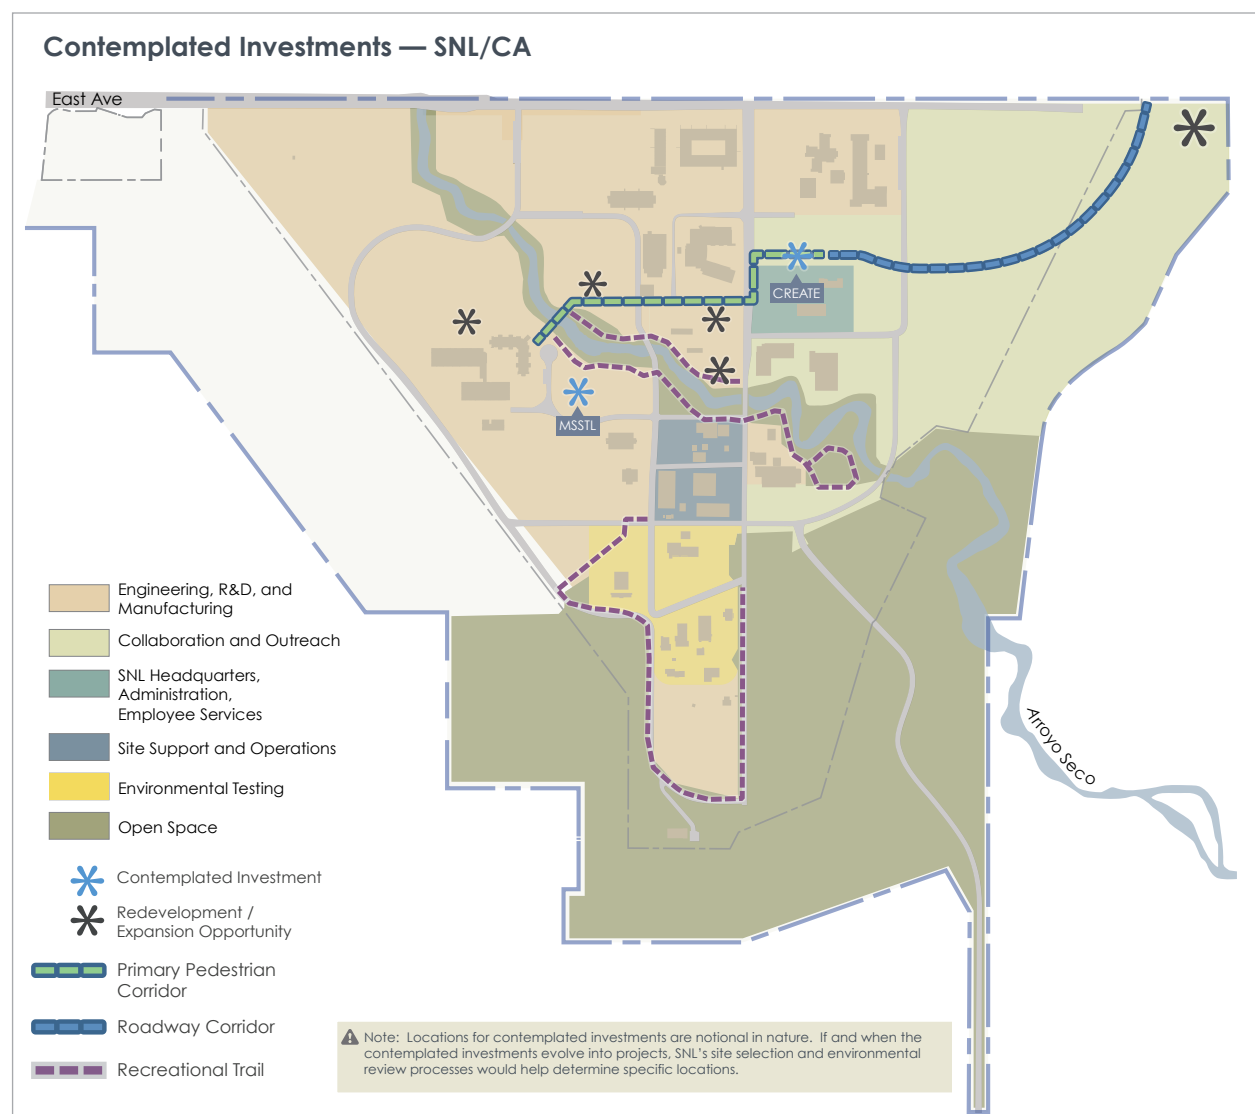 Contemplated Investments — SNL/CA
East Ave
CREATE
MSSTL
Arroyo Seco
Engineering, R&D, and
Manufacturing
Collaboration and Outreach
SNL Headquarters,
Administration,
Employee Services
Site Support and Operations
Environmental Testing
Open Space
Contemplated Investment
Redevelopment /
Expansion Opportunity
Primary Pedestrian
Corridor
Roadway Corridor
Recreational Trail
Note: Locations for contemplated investments are notional in nature. If and when the
contemplated investments evolve into projects, SNL's site selection and environmental
review processes would help determine specific locations.